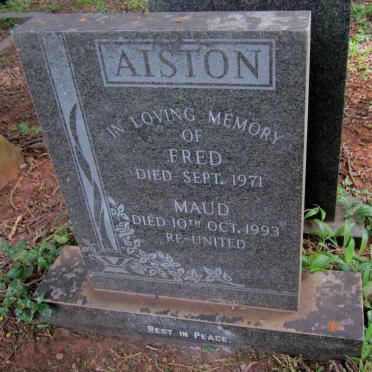 AISTON
IN LOVING MEMORY
OF
FRED
DIED SEPT. 1971
MAUD
DIED 10TH OCT. 1993
RE-UNITED
REST IN PEACE